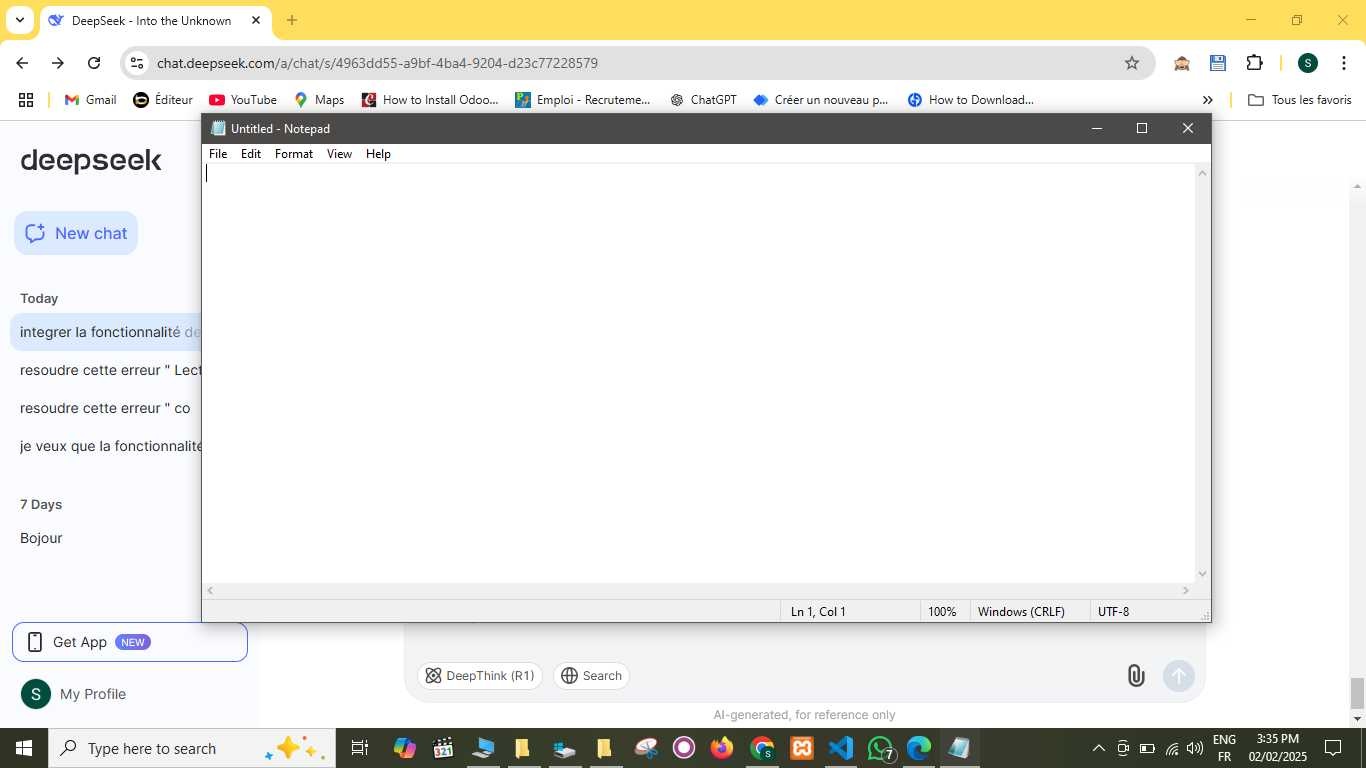 DeepSeek - Into the Unknown
chat.deepseek.com/a/chat/s/4963dd55-a9bf-4ba4-9204-d23c77228579
S
Gmail
Éditeur
YouTube
Maps
How to Install Odoo...
Emploi - Recruteme...
ChatGPT
Créer un nouveau p...
How to Download...
Tous les favoris
Untitled - Notepad
File Edit Format View Help
deepseek
New chat
Today
integrer la fonctionnalité de
resoudre cette erreur " Lect
resoudre cette erreur " co
je veux que la fonctionnalité
7 Days
Bojour
Ln 1, Col 1
100%
Windows (CRLF)
UTF-8
Get App NEW
S My Profile
DeepThink (R1)
Search
AI-generated, for reference only
Type here to search
321
7
ENG
FR
3:35 PM
02/02/2025